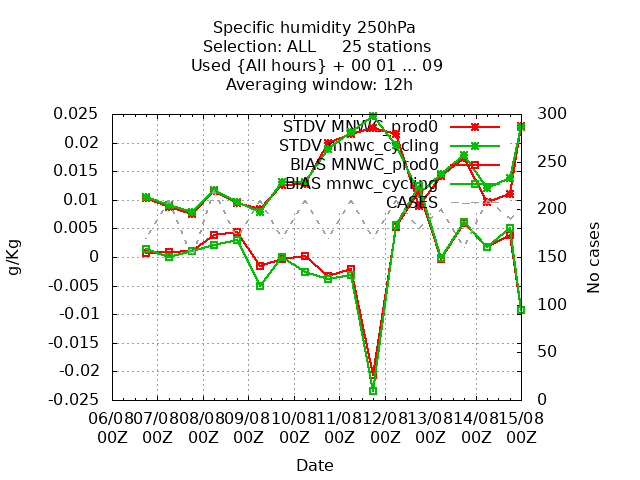 Specific humidity 250hPa
Selection: ALL 25 stations
Used {All hours} + 00 01 ... 09
Averaging window: 12h
STDV MNWC_prod0
STDV mnwc_cycling
BIAS MNWC_prod0
BIAS mnwc_cycling
CASES
0.025
0.02
0.015
0.01
0.005
0
-0.005
-0.01
-0.015
-0.02
-0.025
g/Kg
300
250
200
150
100
50
0
No cases
06/08 07/08 08/08 09/08 10/08 11/08 12/08 13/08 14/08 15/08
00Z 00Z 00Z 00Z 00Z 00Z 00Z 00Z 00Z 00Z
Date